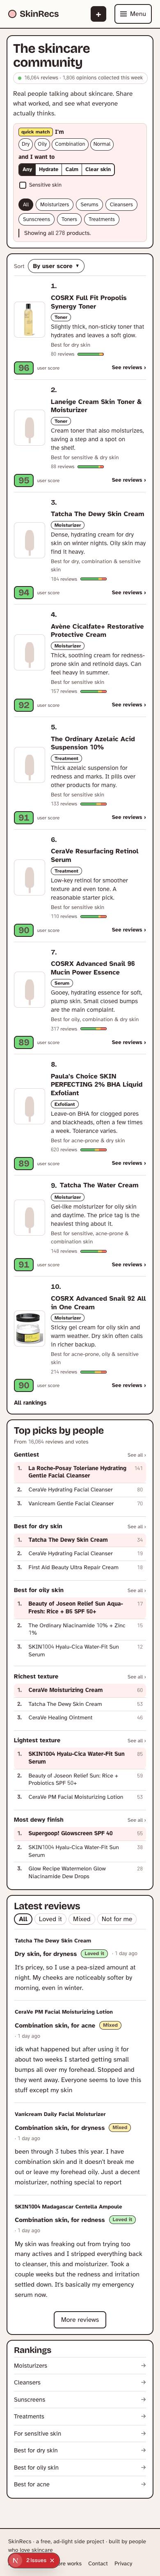 SkinRecs
+
Menu
The skincare
community
16,064 reviews · 1,808 opinions collected this week
Real people talking about skincare. Share
what worked, and see what everyone
actually thinks.
quick match I'm
Dry Oily Combination Normal
and I want to
Any Hydrate Calm Clear skin
Sensitive skin
All Moisturizers Serums Cleansers
Sunscreens Toners Treatments
Showing all 278 products.
Sort By user score
1.
COSRX Full Fit Propolis
Synergy Toner
Toner
Slightly thick, non-sticky toner that
hydrates and leaves a soft glow.
Best for dry skin
80 reviews
96 user score See reviews ›
2.
Laneige Cream Skin Toner &
Moisturizer
Toner
Cream toner that also moisturizes,
saving a step and a spot on
the shelf.
Best for sensitive & dry skin
88 reviews
95 user score See reviews ›
3.
Tatcha The Dewy Skin Cream
Moisturizer
Dense, hydrating cream for dry
skin on winter nights. Oily skin may
find it heavy.
Best for dry, combination & sensitive
skin
184 reviews
94 user score See reviews ›
4.
Avène Cicalfate+ Restorative
Protective Cream
Moisturizer
Thick, soothing cream for redness-
prone skin and retinoid days. Can
feel heavy in summer.
Best for sensitive skin
157 reviews
92 user score See reviews ›
5.
The Ordinary Azelaic Acid
Suspension 10%
Treatment
Thick azelaic suspension for
redness and marks. It pills over
other products for many.
Best for sensitive skin
133 reviews
91 user score See reviews ›
6.
CeraVe Resurfacing Retinol
Serum
Treatment
Low-key retinol for smoother
texture and even tone. A
reasonable starter pick.
Best for sensitive skin
110 reviews
90 user score See reviews ›
7.
COSRX Advanced Snail 96
Mucin Power Essence
Serum
Gooey, hydrating essence for soft,
plump skin. Small closed bumps
are the main complaint.
Best for oily, combination & dry skin
217 reviews
89 user score See reviews ›
8.
Paula's Choice SKIN
PERFECTING 2% BHA Liquid
Exfoliant
Exfoliant
Leave-on BHA for clogged pores
and blackheads, often a few times
a week. Tolerance varies.
Best for acne-prone & dry skin
620 reviews
89 user score See reviews ›
9. Tatcha The Water Cream
Moisturizer
Gel-like moisturizer for oily skin
and daytime. The price tag is the
heaviest thing about it.
Best for sensitive, acne-prone &
combination skin
148 reviews
91 user score See reviews ›
10.
COSRX Advanced Snail 92 All
in One Cream
Moisturizer
Sticky gel cream for oily skin and
warm weather. Dry skin often calls
in richer backup.
Best for acne-prone, oily & sensitive
skin
214 reviews
90 user score See reviews ›
All rankings
Top picks by people
From 16,064 reviews and votes
Gentlest See all ›
1. La Roche-Posay Toleriane Hydrating 141
Gentle Facial Cleanser
2. CeraVe Hydrating Facial Cleanser 80
3. Vanicream Gentle Facial Cleanser 76
Best for dry skin See all ›
1. Tatcha The Dewy Skin Cream 34
2. CeraVe Hydrating Facial Cleanser 19
3. First Aid Beauty Ultra Repair Cream 18
Best for oily skin See all ›
1. Beauty of Joseon Relief Sun Aqua- 17
Fresh: Rice + B5 SPF 50+
2. The Ordinary Niacinamide 10% + Zinc 15
1%
3. SKIN1004 Hyalu-Cica Water-Fit Sun 12
Serum
Richest texture See all ›
1. CeraVe Moisturizing Cream 60
2. Tatcha The Dewy Skin Cream 53
3. CeraVe Healing Ointment 46
Lightest texture See all ›
1. SKIN1004 Hyalu-Cica Water-Fit Sun 85
Serum
2. Beauty of Joseon Relief Sun: Rice + 59
Probiotics SPF 50+
3. CeraVe PM Facial Moisturizing Lotion 53
Most dewy finish See all ›
1. Supergoop! Glowscreen SPF 40 55
2. SKIN1004 Hyalu-Cica Water-Fit Sun 39
Serum
3. Glow Recipe Watermelon Glow 28
Niacinamide Dew Drops
Latest reviews
All Loved it Mixed Not for me
Tatcha The Dewy Skin Cream
Dry skin, for dryness Loved it · 1 day ago
It's pricey, so I use a pea-sized amount at
night. My cheeks are noticeably softer by
morning, even in winter.
CeraVe PM Facial Moisturizing Lotion
Combination skin, for acne Mixed
· 1 day ago
idk what happened but after using it for
about two weeks I started getting small
bumps all over my forehead. Stopped and
they went away. Everyone seems to love this
stuff except my skin
Vanicream Daily Facial Moisturizer
Combination skin, for dryness Mixed
· 1 day ago
been through 3 tubes this year. I have
combination skin and it doesn't break me
out or leave my forehead oily. Just a decent
moisturizer, nothing special to report
SKIN1004 Madagascar Centella Ampoule
Combination skin, for redness Loved it
· 1 day ago
My skin was freaking out from trying too
many actives and I stripped everything back
to cleanser, this and moisturizer. Took a
couple weeks but the redness and irritation
settled down. It's basically my emergency
serum now.
More reviews
Rankings
Moisturizers →
Cleansers →
Sunscreens →
Treatments →
For sensitive skin →
Best for dry skin →
Best for oily skin →
Best for acne →
SkinRecs · a free, ad-light side project · built by people
who love skincare
N 2 Issues × works Contact Privacy